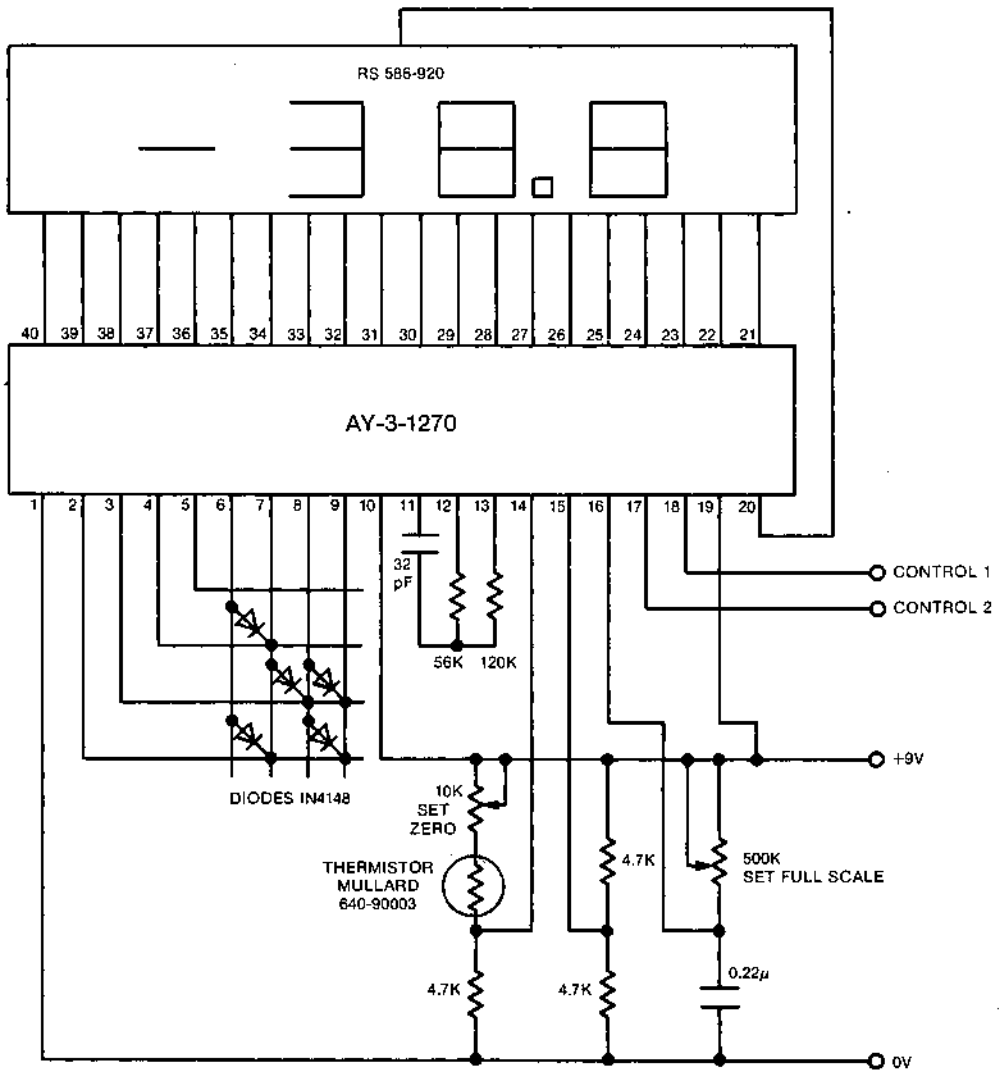 RS 586-920
40 39 38 37 36 35 34 33 32 31 30 29 28 27 26 25 24 23 22 21
AY-3-1270
1 2 3 4 5 6 7 8 9 10 11 12 13 14 15 16 17 18 19 20
32
pF
CONTROL 1
CONTROL 2
56K 120K
+9V
DIODES IN4148
10K
SET
ZERO
THERMISTOR
MULLARD
640-90003
4.7K
500K
SET FULL SCALE
4.7K
4.7K
0.22µ
0V